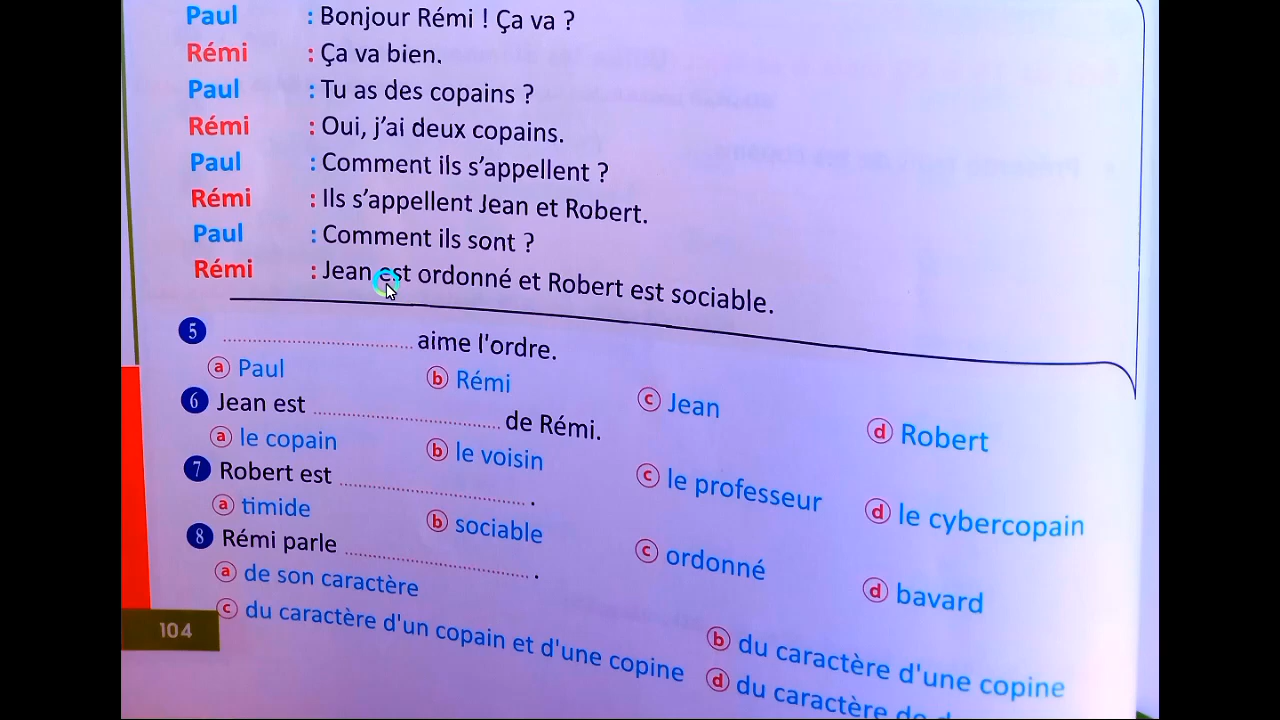 Paul : Bonjour Rémi ! Ça va ?
Rémi : Ça va bien.
Paul : Tu as des copains ?
Rémi : Oui, j'ai deux copains.
Paul : Comment ils s'appellent ?
Rémi : Ils s'appellent Jean et Robert.
Paul : Comment ils sont ?
Rémi : Jean est ordonné et Robert est sociable.
5 ........................................ aime l'ordre.
a Paul b Rémi c Jean d Robert
6 Jean est ........................................ de Rémi.
a le copain b le voisin c le professeur d le cybercopain
7 Robert est ........................................ .
a timide b sociable c ordonné d bavard
8 Rémi parle ........................................ .
a de son caractère b du caractère d'une copine
c du caractère d'un copain et d'une copine d du caractère de
104